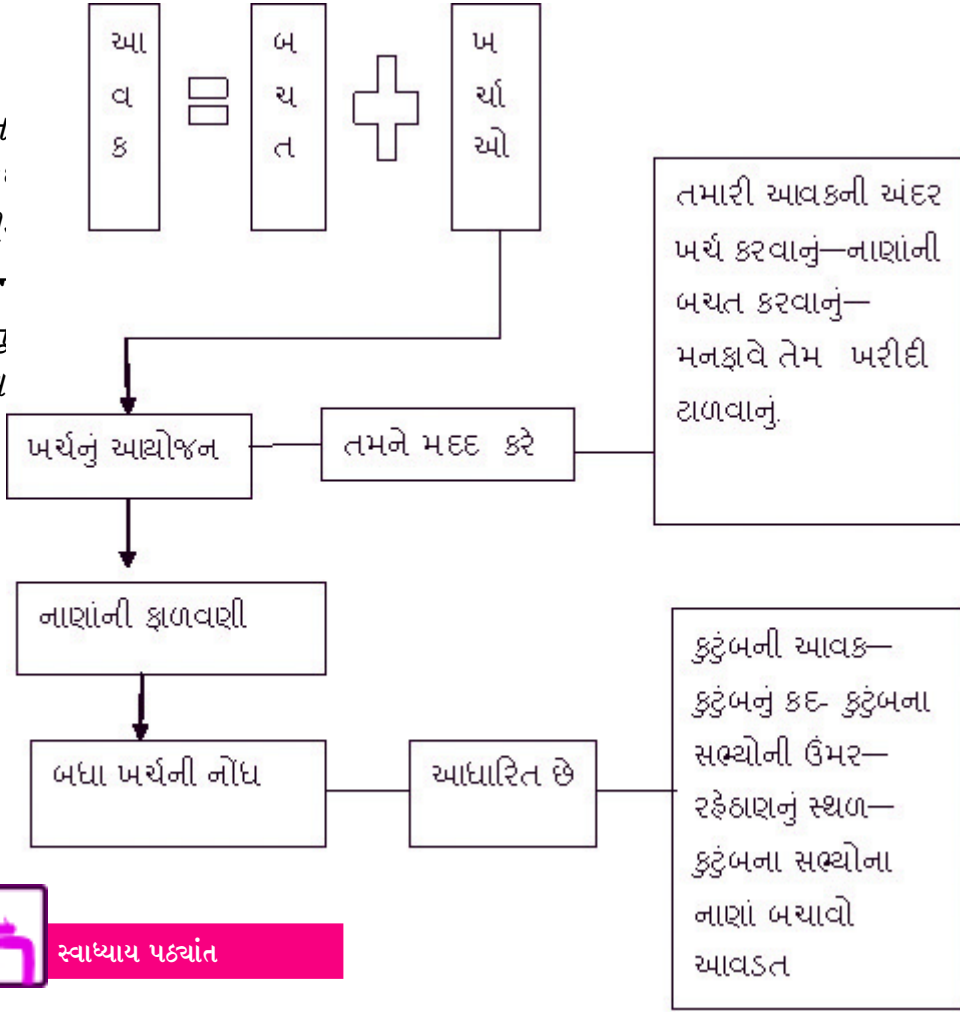 આ
વ
ક
બ
ચ
ત
ખ
ર્ચા
ઓ
તમારી આવકની અંદર
ખર્ચ કરવાનું—નાણાંની
બચત કરવાનું—
મનફાવે તેમ ખરીદી
ટાળવાનું.
ખર્ચનું આયોજન
તમને મદદ કરે
નાણાંની ફાળવણી
બધા ખર્ચની નોંધ
આધારિત છે
કુટુંબની આવક—
કુટુંબનું કદ- કુટુંબના
સભ્યોની ઉંમર—
રહેઠાણનું સ્થળ—
કુટુંબના સભ્યોના
નાણાં બચાવો
આવડત
સ્વાધ્યાય પઠ્યાંત